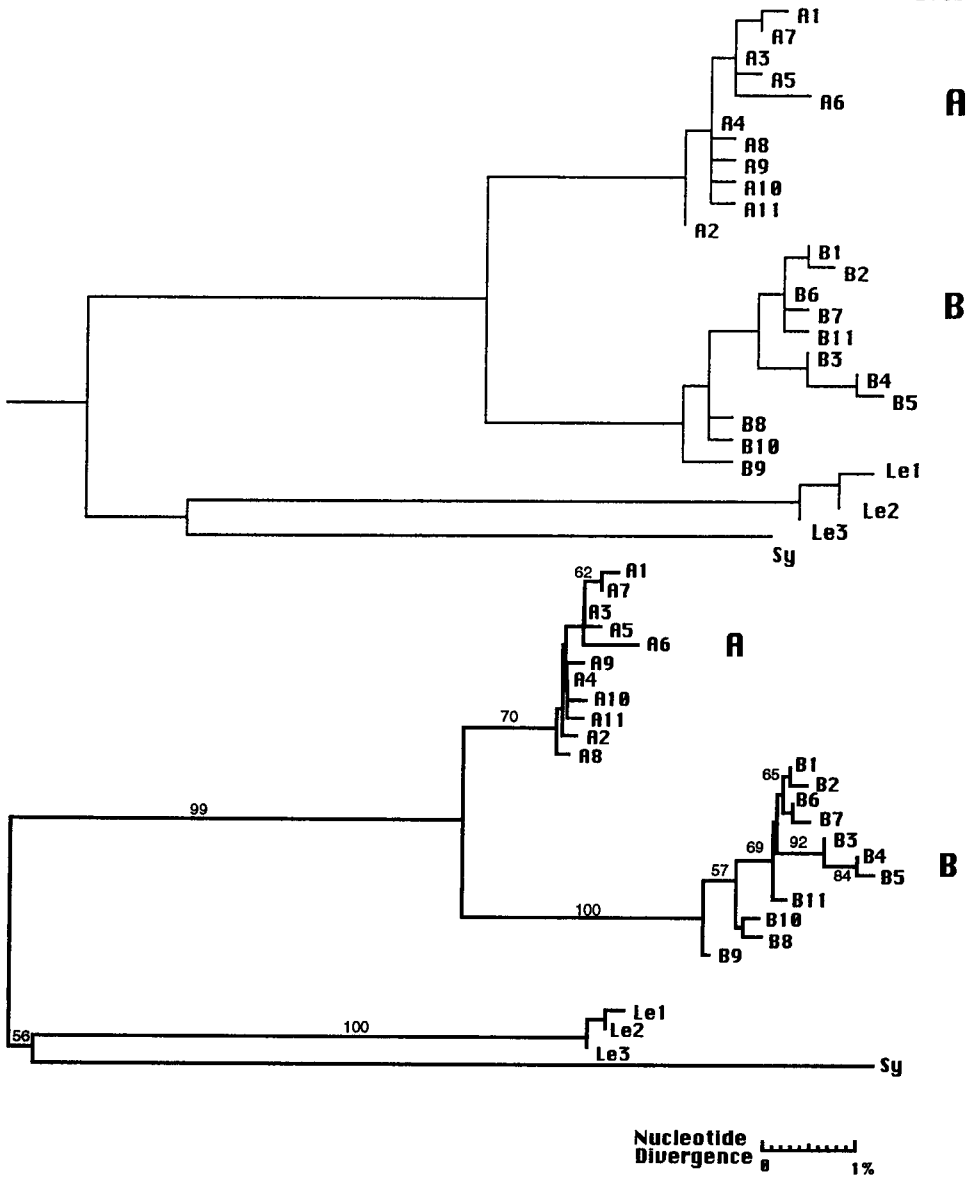 A1
A7
A3
A5
A6
A
A4
A8
A9
A10
A11
A2
B1
B2
B6
B
B7
B11
B3
B4
B5
B8
B10
B9
Le1
Le2
Le3
Sy
62
A1
A7
A3
A5
A6
A
A9
A4
A10
70
A11
A2
A8
B1
65
B2
B6
99
B7
B3
92
69
B4
B
57
84
B5
B11
100
B10
B8
B9
Le1
100
Le2
56
Le3
Sy
Nucleotide
Divergence
0 1%